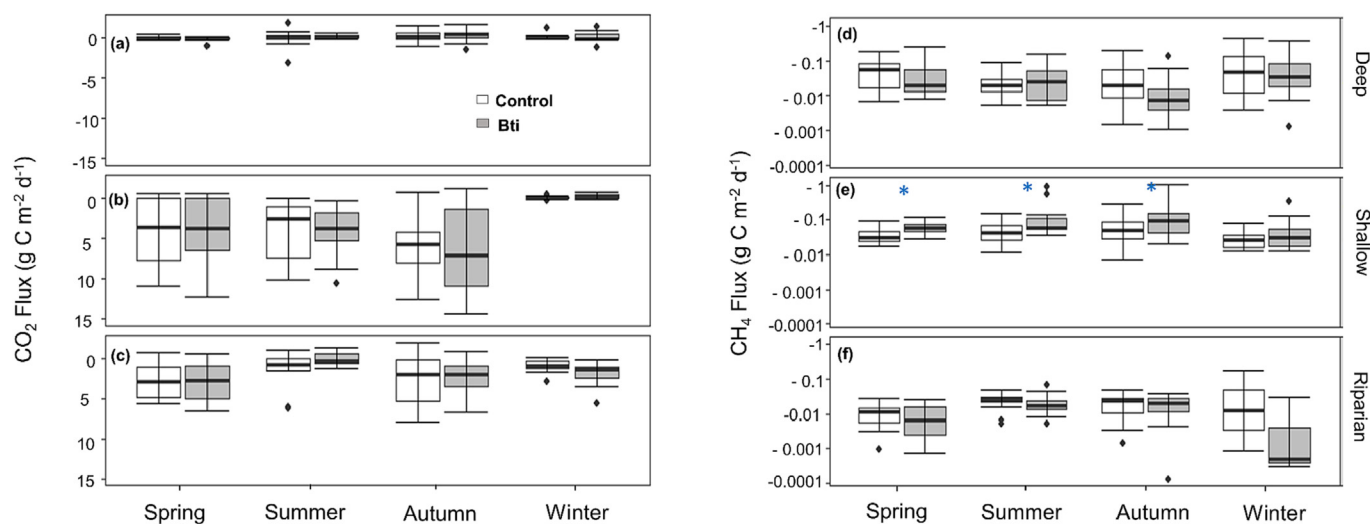 CO2 Flux (g C m-2 d-1)
(a)
0
-5
-10
-15
Control
Bti
(b)
0
5
10
15
(c)
0
5
10
15
Spring Summer Autumn Winter
CH4 Flux (g C m-2 d-1)
(d)
-1
-0.10
-0.01
-0.001
-0.0001
Deep
(e)
-1
-0.10
-0.01
-0.001
-0.0001
* * *
Shallow
(f)
-1
-0.10
-0.01
-0.001
-0.0001
Riparian
Spring Summer Autumn Winter